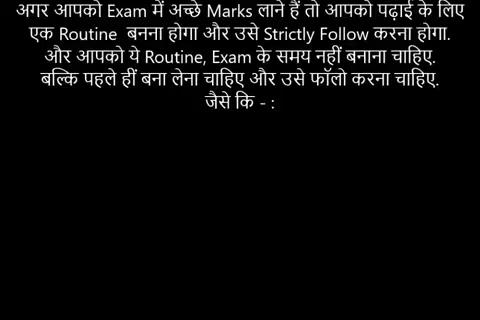 अगर आपको Exam में अच्छे Marks लाने हैं तो आपको पढ़ाई के लिए
एक Routine बनना होगा और उसे Strictly Follow करना होगा.
और आपको ये Routine, Exam के समय नहीं बनाना चाहिए.
बल्कि पहले हीं बना लेना चाहिए और उसे फॉलो करना चाहिए.
जैसे कि - :